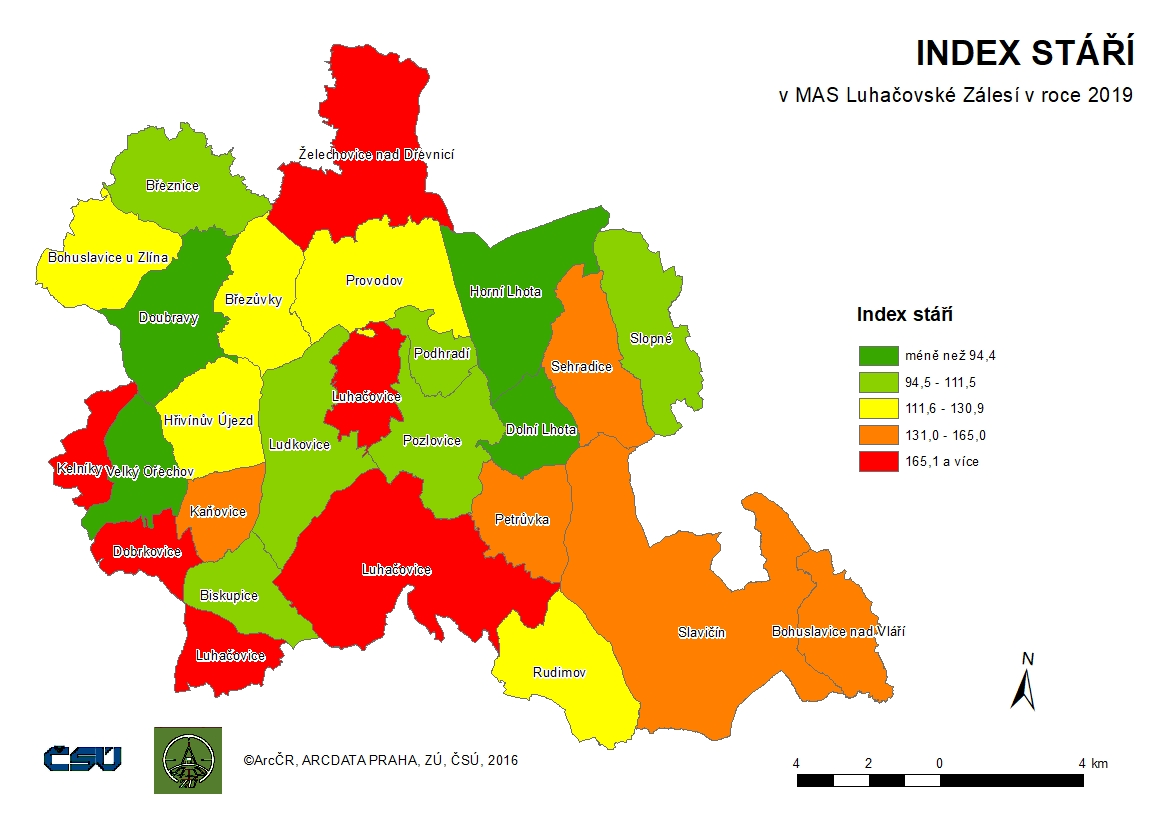 INDEX STÁŘÍ
v MAS Luhačovské Zálesí v roce 2019
Želechovice nad Dřevnicí
Březnice
Bohuslavice u Zlína
Provodov
Horní Lhota
Březůvky
Doubravy
Slopné
Podhradí
Sehradice
Luhačovice
Hřivínův Újezd
Dolní Lhota
Pozlovice
Ludkovice
Kelníky
Velký Ořechov
Kaňovice
Petrůvka
Dobrkovice
Luhačovice
Biskupice
Slavičín
Bohuslavice nad Vláří
Luhačovice
Rudimov
Index stáří
méně než 94,4
94,5 - 111,5
111,6 - 130,9
131,0 - 165,0
165,1 a více
N
ČSÚ
©ArcČR, ARCDATA PRAHA, ZÚ, ČSÚ, 2016
4 2 0 4 km